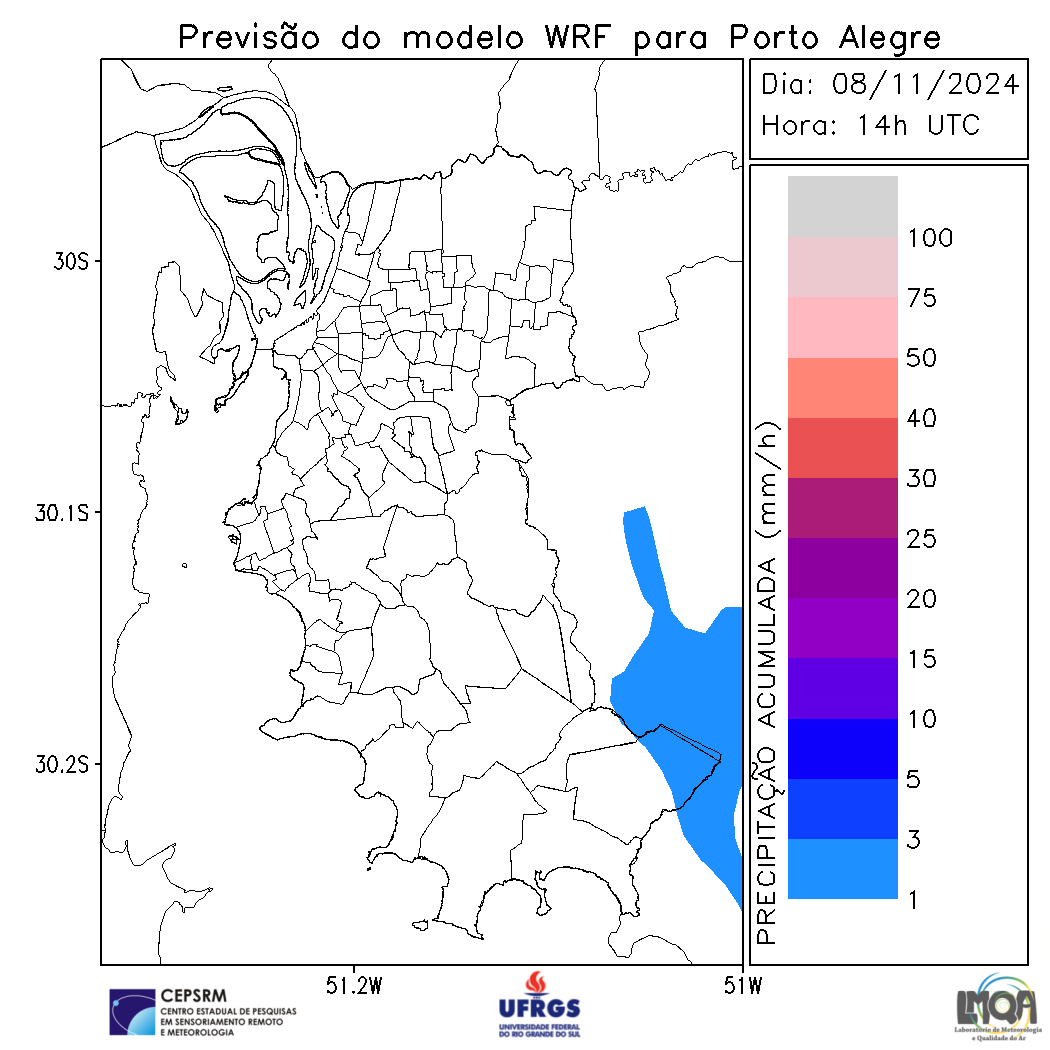 Previsão do modelo WRF para Porto Alegre
Dia: 08/11/2024
Hora: 14h UTC
30S
30.1S
30.2S
51.2W
51W
PRECIPITAÇÃO ACUMULADA (mm/h)
100
75
50
40
30
25
20
15
10
5
3
1
CEPSRM
CENTRO ESTADUAL DE PESQUISAS
EM SENSORIAMENTO REMOTO
E METEOROLOGIA
UFRGS
UNIVERSIDADE FEDERAL
DO RIO GRANDE DO SUL
LMQA
Laboratório de Meteorologia
e Qualidade do Ar